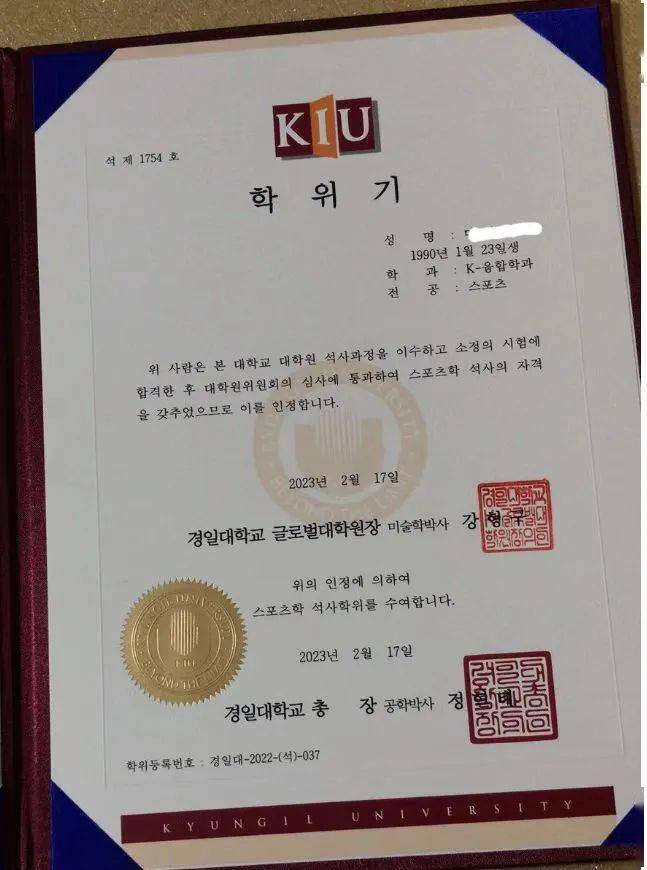 KIU
석 제 1754 호
학 위 기
성 명 :
1990년 1월 23일생
학 과 : K-융합학과
전 공 : 스포츠
위 사람은 본 대학교 대학원 석사과정을 이수하고 소정의 시험에
합격한 후 대학원위원회의 심사에 통과하여 스포츠학 석사의 자격
을 갖추었으므로 이를 인정합니다.
2023년 2월 17일
경일대학교 글로벌대학원장 미술학박사 강 형 구
위의 인정에 의하여
스포츠학 석사학위를 수여합니다.
2023년 2월 17일
경일대학교 총 장 공학박사 정
KIU
학위등록번호 : 경일대-2022-(석)-037
KYUNGIL UNIVERSITY